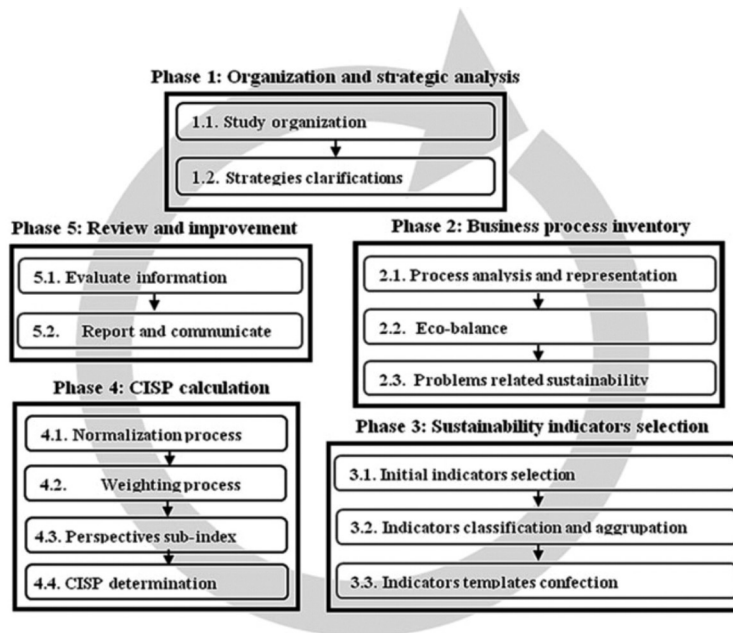 Phase 1: Organization and strategic analysis
1.1. Study organization
1.2. Strategies clarifications
Phase 2: Business process inventory
2.1. Process analysis and representation
2.2. Eco-balance
2.3. Problems related sustainability
Phase 3: Sustainability indicators selection
3.1. Initial indicators selection
3.2. Indicators classification and aggrupation
3.3. Indicators templates confection
Phase 4: CISP calculation
4.1. Normalization process
4.2. Weighting process
4.3. Perspectives sub-index
4.4. CISP determination
Phase 5: Review and improvement
5.1. Evaluate information
5.2. Report and communicate